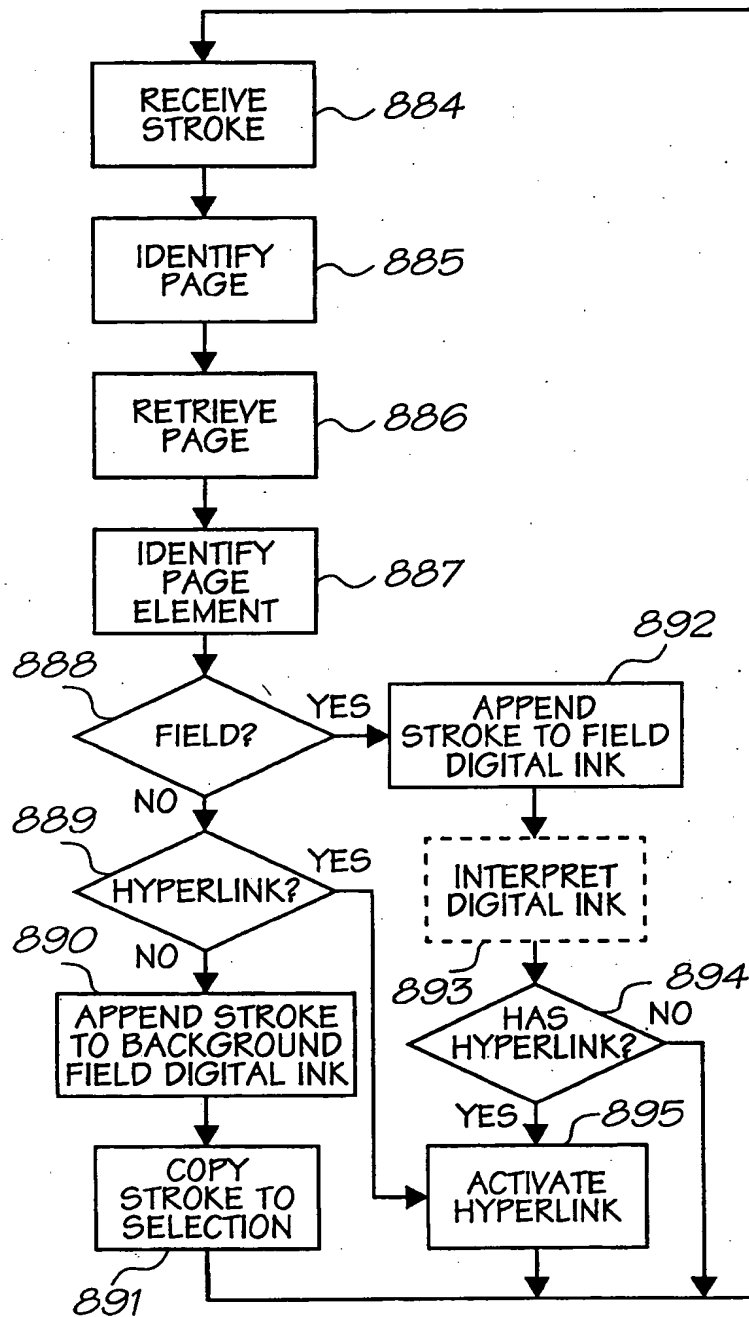 RECEIVE
STROKE
884
IDENTIFY
PAGE
885
RETRIEVE
PAGE
886
IDENTIFY
PAGE
ELEMENT
887
888
FIELD?
YES
NO
892
APPEND
STROKE TO FIELD
DIGITAL INK
889
HYPERLINK?
YES
NO
INTERPRET
DIGITAL INK
893
890
APPEND STROKE
TO BACKGROUND
FIELD DIGITAL INK
894
HAS
HYPERLINK?
NO
YES
895
COPY
STROKE TO
SELECTION
891
ACTIVATE
HYPERLINK